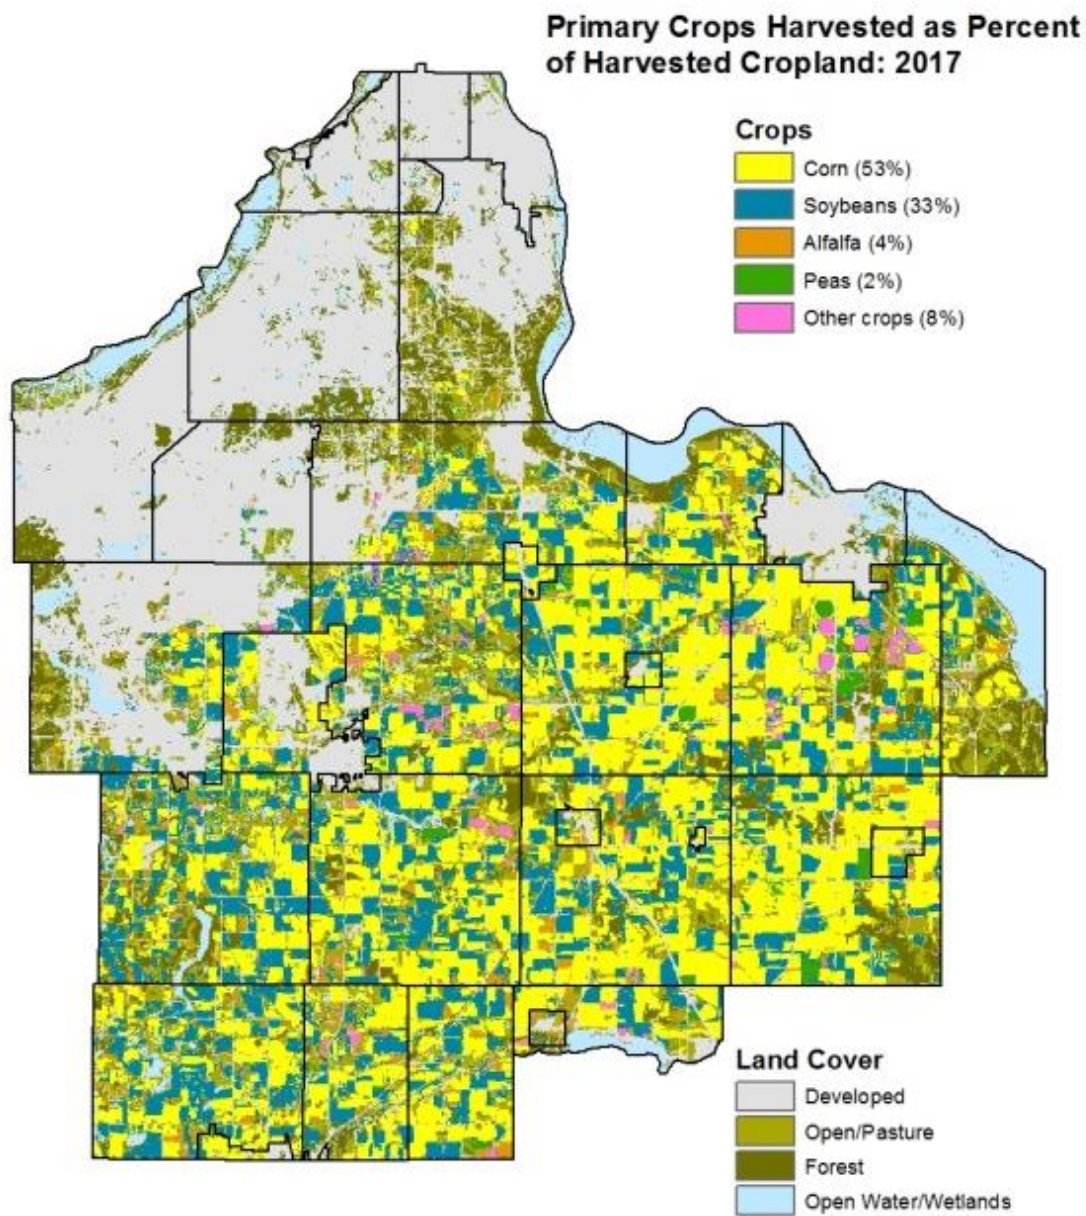 Primary Crops Harvested as Percent
of Harvested Cropland: 2017
Crops
Corn (53%)
Soybeans (33%)
Alfalfa (4%)
Peas (2%)
Other crops (8%)
Land Cover
Developed
Open/Pasture
Forest
Open Water/Wetlands